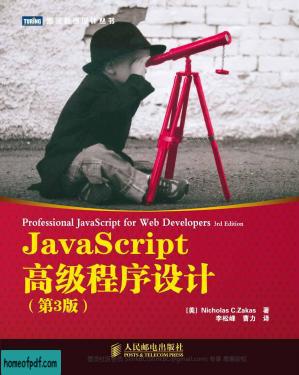 TURING 图灵程序设计丛书
Professional JavaScript for Web Developers 3rd Edition
JavaScript
高级程序设计
(第3版)
[美] Nicholas C.Zakas 著
李松峰 曹力 译
人民邮电出版社
POSTS & TELECOM PRESS
homeofpdf.com